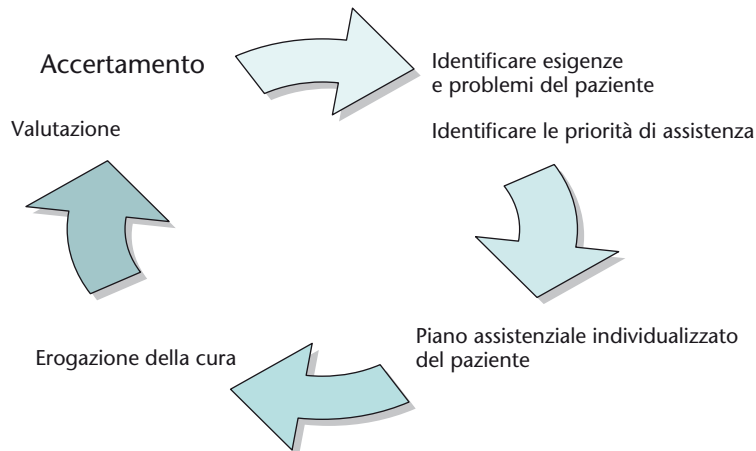 Accertamento
Identificare esigenze
e problemi del paziente
Valutazione
Identificare le priorità di assistenza
Piano assistenziale individualizzato
del paziente
Erogazione della cura